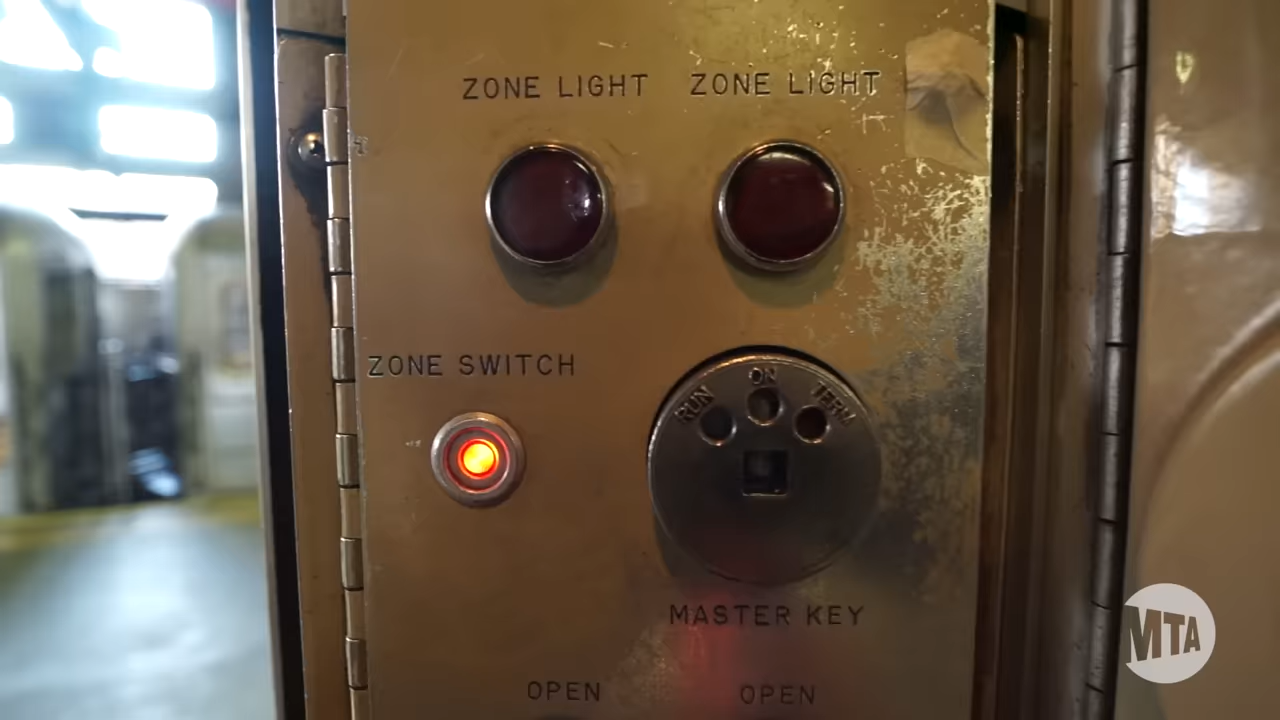 ZONE LIGHT ZONE LIGHT
ZONE SWITCH
RUN ON TERM
MASTER KEY
OPEN OPEN
MTA